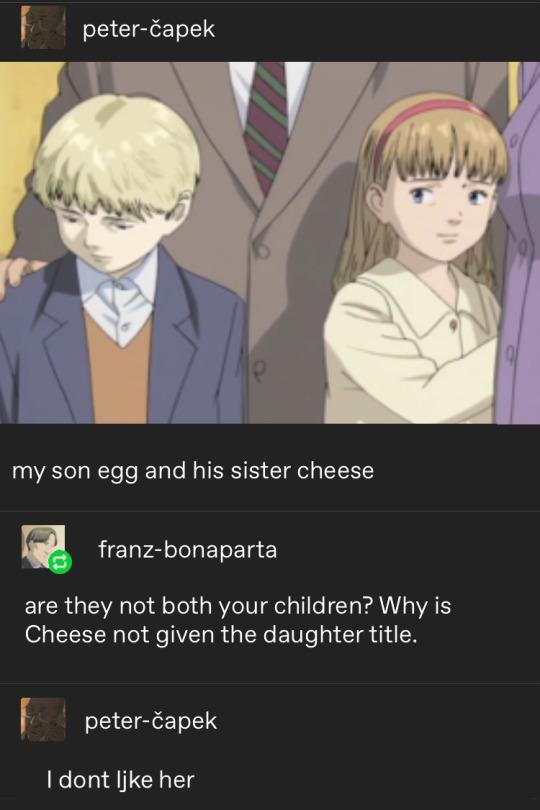 peter-čapek
my son egg and his sister cheese
franz-bonaparta
are they not both your children? Why is
Cheese not given the daughter title.
peter-čapek
I dont ljke her